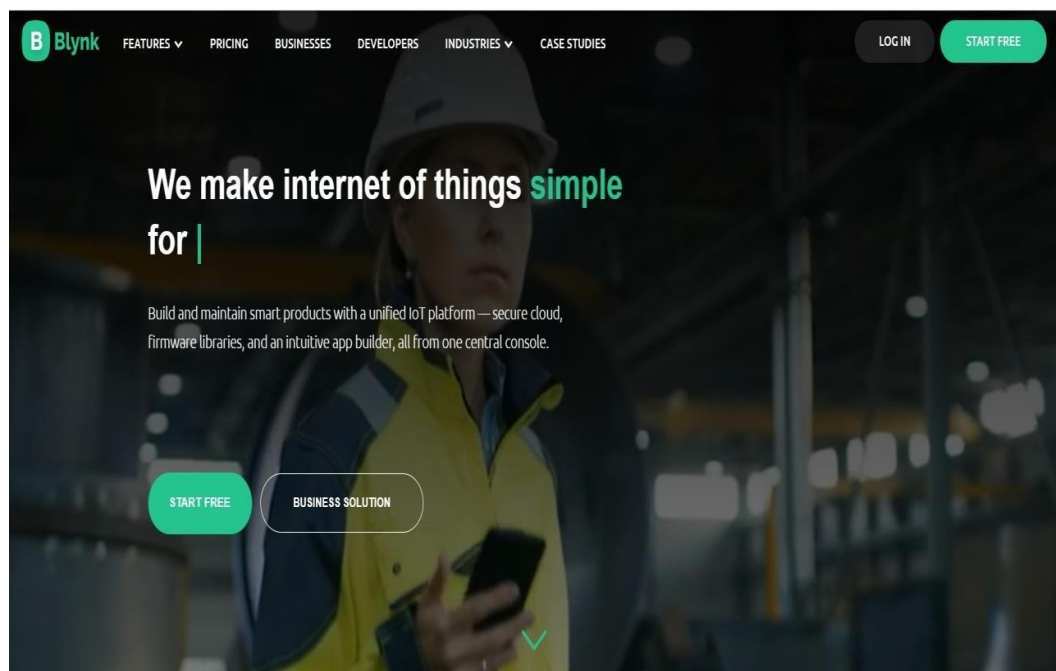 B Blynk FEATURES PRICING BUSINESSES DEVELOPERS INDUSTRIES CASE STUDIES LOG IN START FREE
We make internet of things simple
for |
Build and maintain smart products with a unified IoT platform — secure cloud,
firmware libraries, and an intuitive app builder, all from one central console.
START FREE BUSINESS SOLUTION